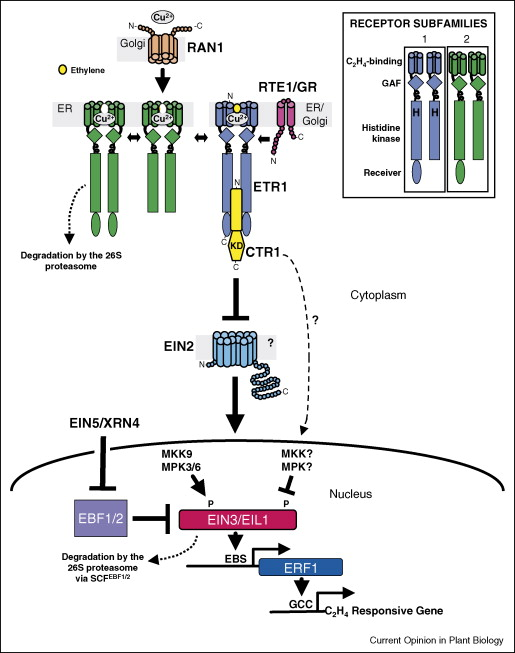 Cu2+
N
-C
Golgi
RAN1
Ethylene
RTE1/GR
ER
Cu2+
Cu2+
N
Cu2+
ER/
Golgi
-C
N
ETR1
N
KD
C
C
CTR1
Degradation by the 26S
proteasome
RECEPTOR SUBFAMILIES
1
2
C2H4-binding
GAF
H
H
Histidine
kinase
Receiver
Cytoplasm
?
EIN2
?
N
C
EIN5/XRN4
MKK9
MPK3/6
MKK?
MPK?
Nucleus
P
P
EBF1/2
EIN3/EIL1
Degradation by the
26S proteasome
via SCFEBF1/2
EBS
ERF1
GCC
C2H4 Responsive Gene
Current Opinion in Plant Biology